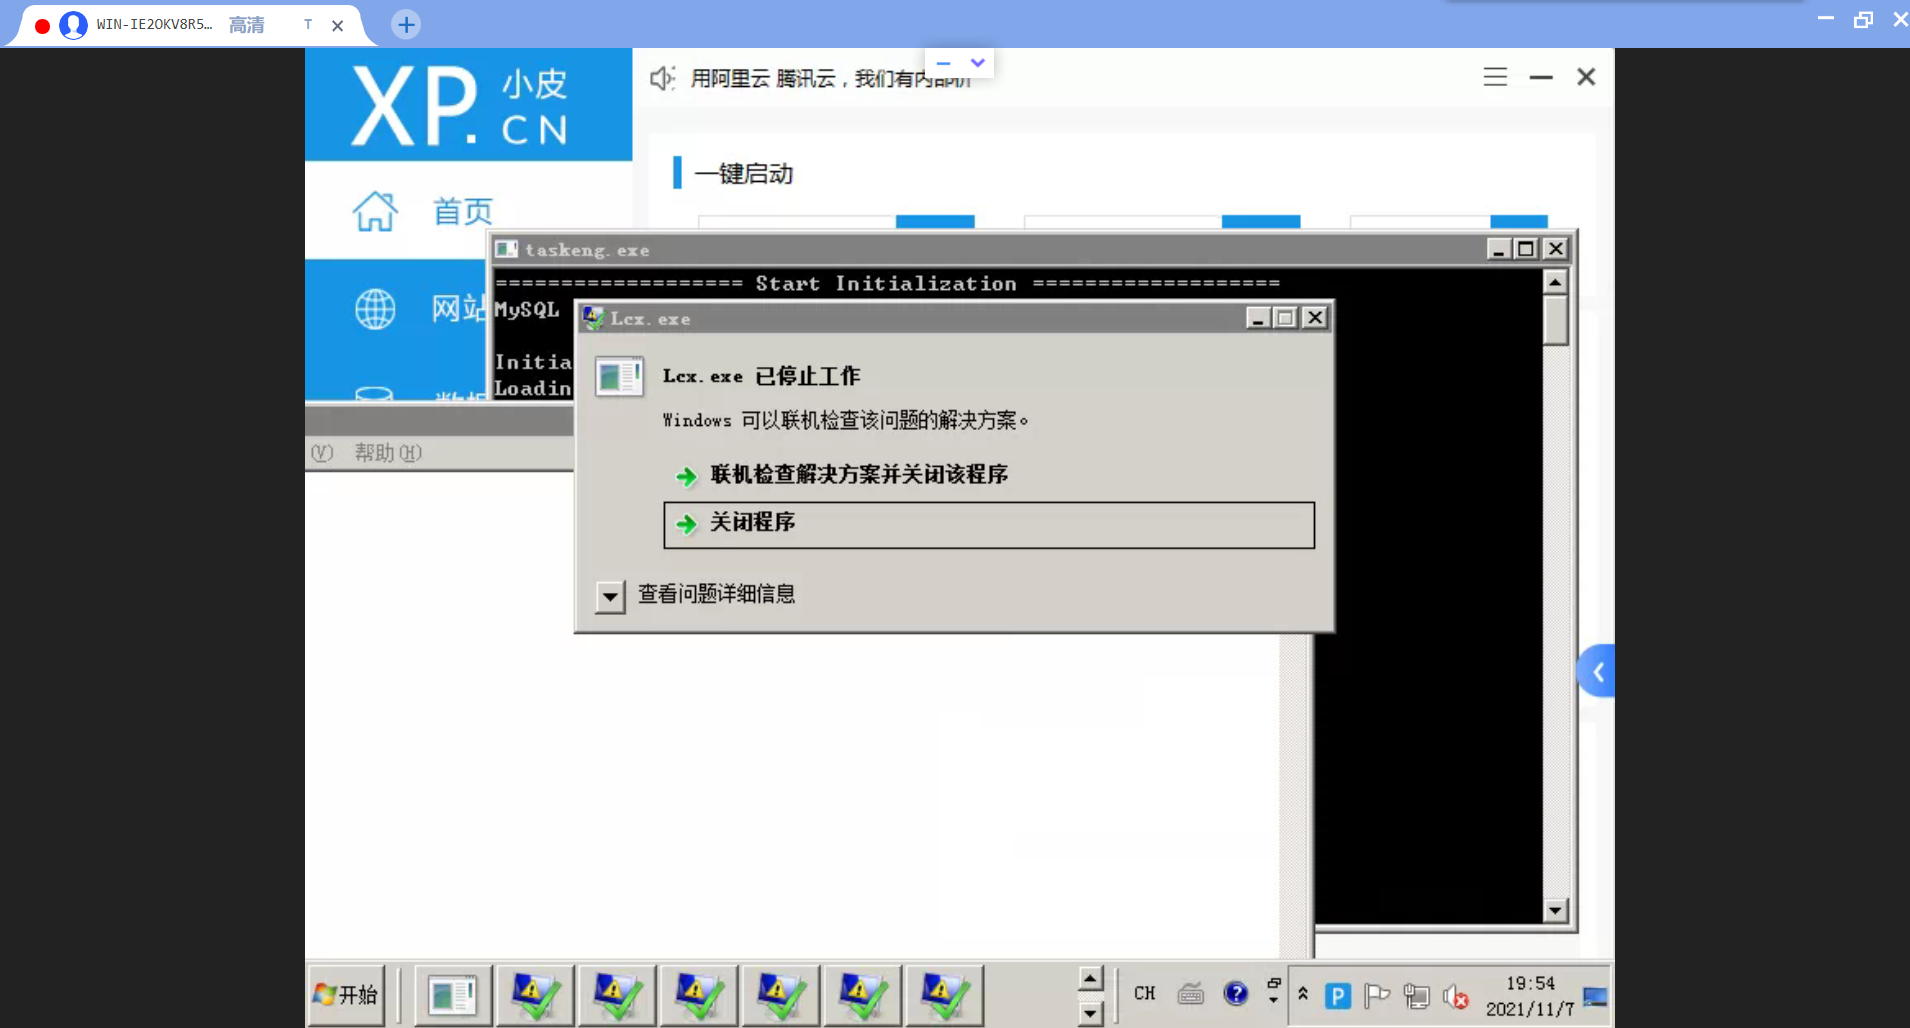 WIN-IE2OKV8R5... 高清 T
XP. 小皮
CN
用阿里云 腾讯云，我们有内部价
一键启动
首页
网站
taskeng.exe
=================== Start Initialization ===================
MySQL
Initia
Loadin
Lcx.exe
Lcx.exe 已停止工作
Windows 可以联机检查该问题的解决方案。
联机检查解决方案并关闭该程序
关闭程序
查看问题详细信息
(V) 帮助(H)
开始
CH
P
19:54
2021/11/7